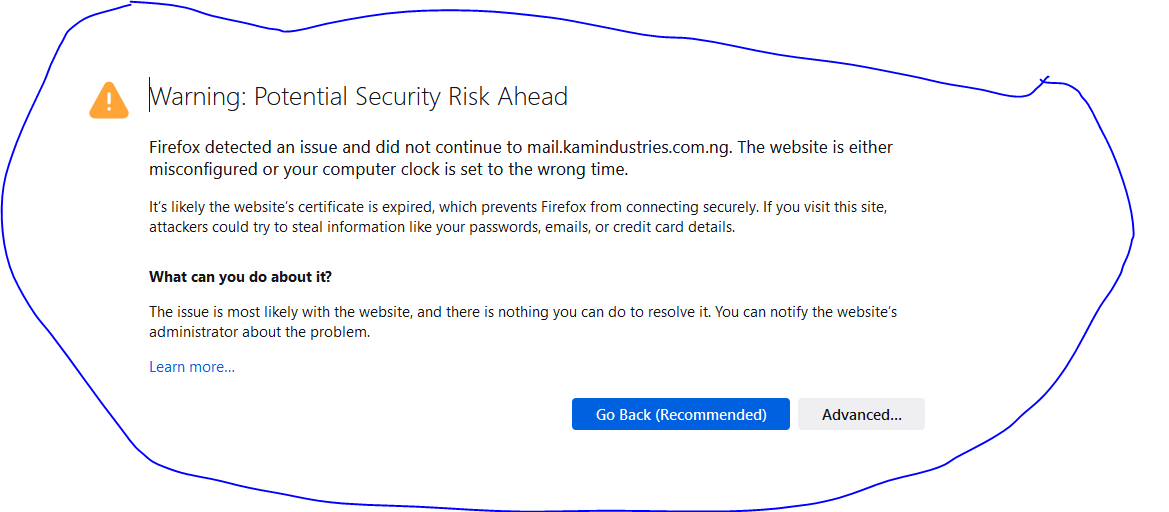 Warning: Potential Security Risk Ahead
Firefox detected an issue and did not continue to mail.kamindustries.com.ng. The website is either
misconfigured or your computer clock is set to the wrong time.
It’s likely the website’s certificate is expired, which prevents Firefox from connecting securely. If you visit this site,
attackers could try to steal information like your passwords, emails, or credit card details.
What can you do about it?
The issue is most likely with the website, and there is nothing you can do to resolve it. You can notify the website’s
administrator about the problem.
Learn more…
Go Back (Recommended)
Advanced...